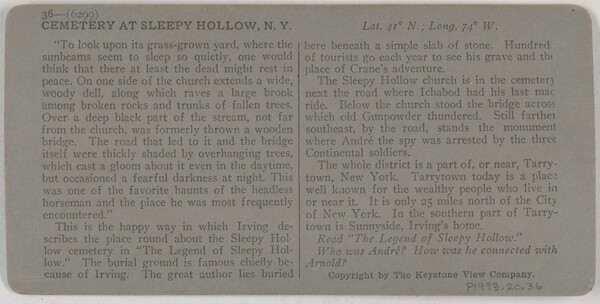 36—(6299)
CEMETERY AT SLEEPY HOLLOW, N. Y.
Lat. 41° N.; Long. 74° W.
"To look upon its grass-grown yard, where the
sunbeams seem to sleep so quietly, one would
think that there at least the dead might rest in
peace. On one side of the church extends a wide,
woody dell, along which raves a large brook
among broken rocks and trunks of fallen trees.
Over a deep black part of the stream, not far
from the church, was formerly thrown a wooden
bridge. The road that led to it and the bridge
itself were thickly shaded by overhanging trees,
which cast a gloom about it even in the daytime,
but occasioned a fearful darkness at night. This
was one of the favorite haunts of the headless
horseman and the place he was most frequently
encountered."
This is the happy way in which Irving de-
scribes the place round about the Sleepy Hol-
low cemetery in "The Legend of Sleepy Hol-
low." The burial ground is famous chiefly be-
cause of Irving. The great author lies buried
here beneath a simple slab of stone. Hundred
of tourists go each year to see his grave and the
place of Crane's adventure.
The Sleepy Hollow church is in the cemetery
next the road where Ichabod had his last mad
ride. Below the church stood the bridge across
which old Gunpowder thundered. Still farther
southeast, by the road, stands the monument
where André the spy was arrested by the three
Continental soldiers.
The whole district is a part of, or near, Tarry-
town, New York. Tarrytown today is a place
well known for the wealthy people who live in
or near it. It is only 25 miles north of the City
of New York. In the southern part of Tarry-
town is Sunnyside, Irving's home.
Read "The Legend of Sleepy Hollow."
Who was André? How was he connected with
Arnold?
Copyright by The Keystone View Company.
P1998.20.36